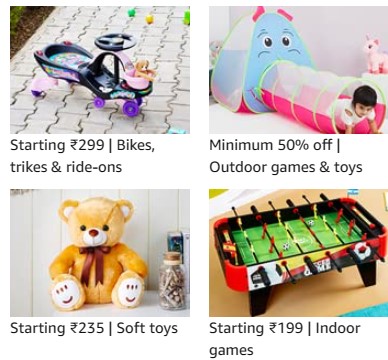 Starting ₹299 | Bikes,
trikes & ride-ons
Minimum 50% off |
Outdoor games & toys
Starting ₹235 | Soft toys
Starting ₹199 | Indoor
games